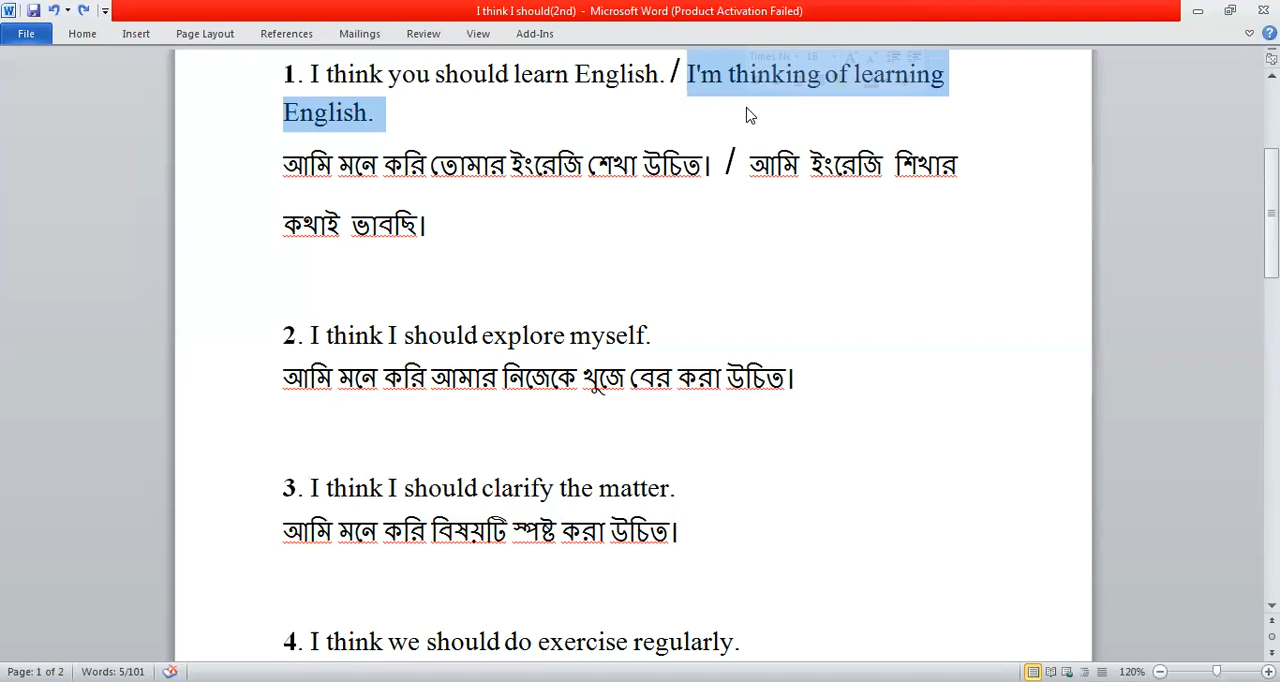 I think I should(2nd) - Microsoft Word (Product Activation Failed)
File Home Insert Page Layout References Mailings Review View Add-Ins
1. I think you should learn English. / I'm thinking of learning
English.
আমি মনে করি তোমার ইংরেজি শেখা উচিত। / আমি ইংরেজি শিখার
কথাই ভাবছি।
2. I think I should explore myself.
আমি মনে করি আমার নিজেকে খুজে বের করা উচিত।
3. I think I should clarify the matter.
আমি মনে করি বিষয়টি স্পষ্ট করা উচিত।
4. I think we should do exercise regularly.
Page: 1 of 2 Words: 5/101 120%